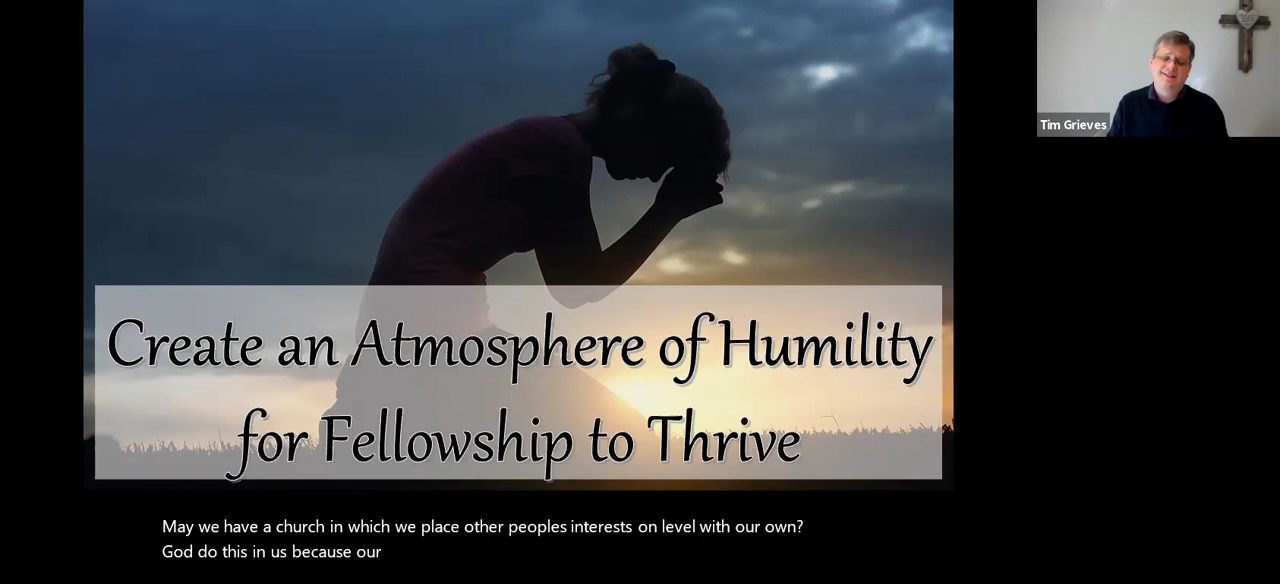 Create an Atmosphere of Humility
for Fellowship to Thrive
Tim Grieves
May we have a church in which we place other peoples interests on level with our own?
God do this in us because our